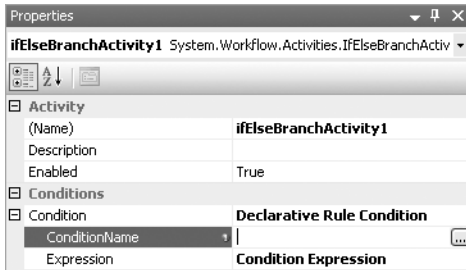 Properties
ifElseBranchActivity1 System.Workflow.Activities.IfElseBranchActiv
Activity
(Name) ifElseBranchActivity1
Description
Enabled True
Conditions
Condition Declarative Rule Condition
ConditionName ...
Expression Condition Expression